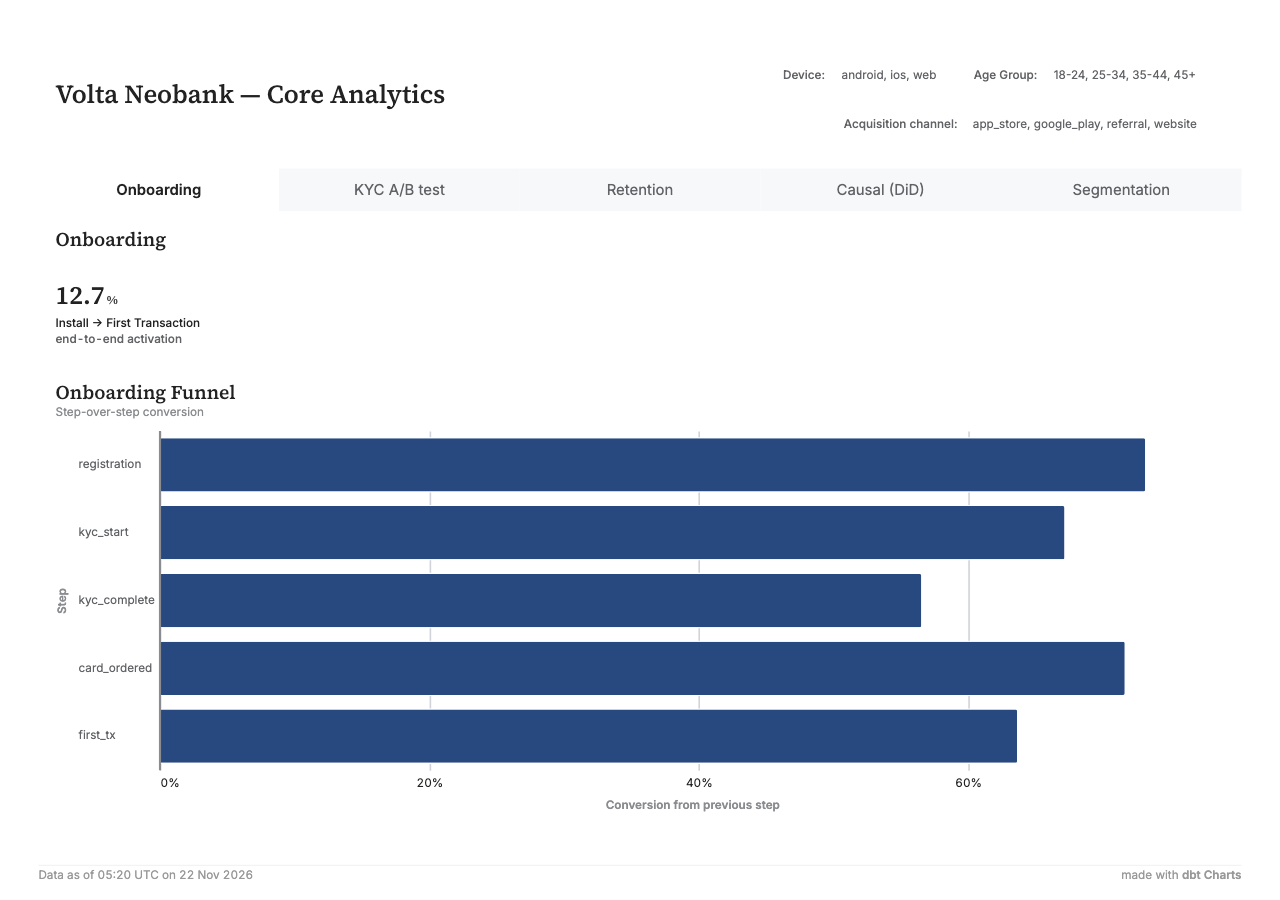 Volta Neobank — Core Analytics
Device: android, ios, web Age Group: 18-24, 25-34, 35-44, 45+
Acquisition channel: app_store, google_play, referral, website
Onboarding KYC A/B test Retention Causal (DiD) Segmentation
Onboarding
12.7%
Install → First Transaction
end-to-end activation
Onboarding Funnel
Step-over-step conversion
Step
registration
kyc_start
kyc_complete
card_ordered
first_tx
0% 20% 40% 60%
Conversion from previous step
Data as of 05:20 UTC on 22 Nov 2026 made with dbt Charts